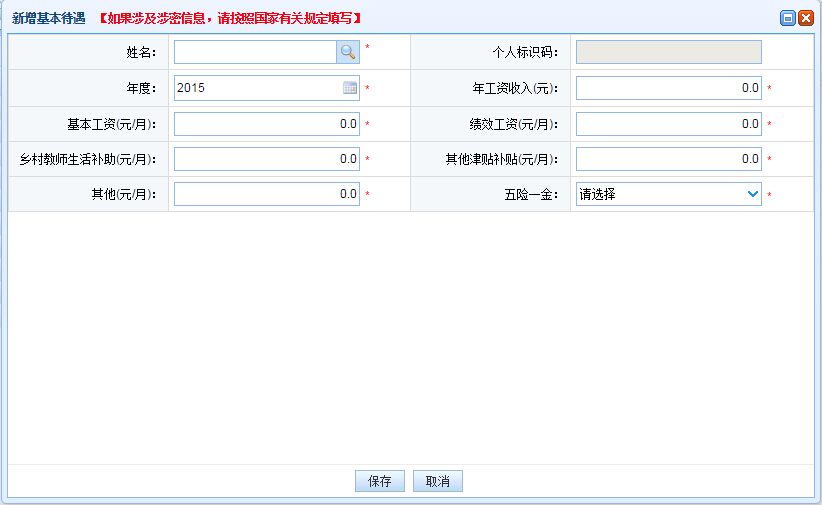 新增基本待遇 【如果涉及涉密信息，请按照国家有关规定填写】
姓名： * 个人标识码：
年度： 2015 * 年工资收入(元)： 0.0 *
基本工资(元/月)： 0.0 * 绩效工资(元/月)： 0.0 *
乡村教师生活补助(元/月)： 0.0 * 其他津贴补贴(元/月)： 0.0 *
其他(元/月)： 0.0 * 五险一金： 请选择 *
保存 取消